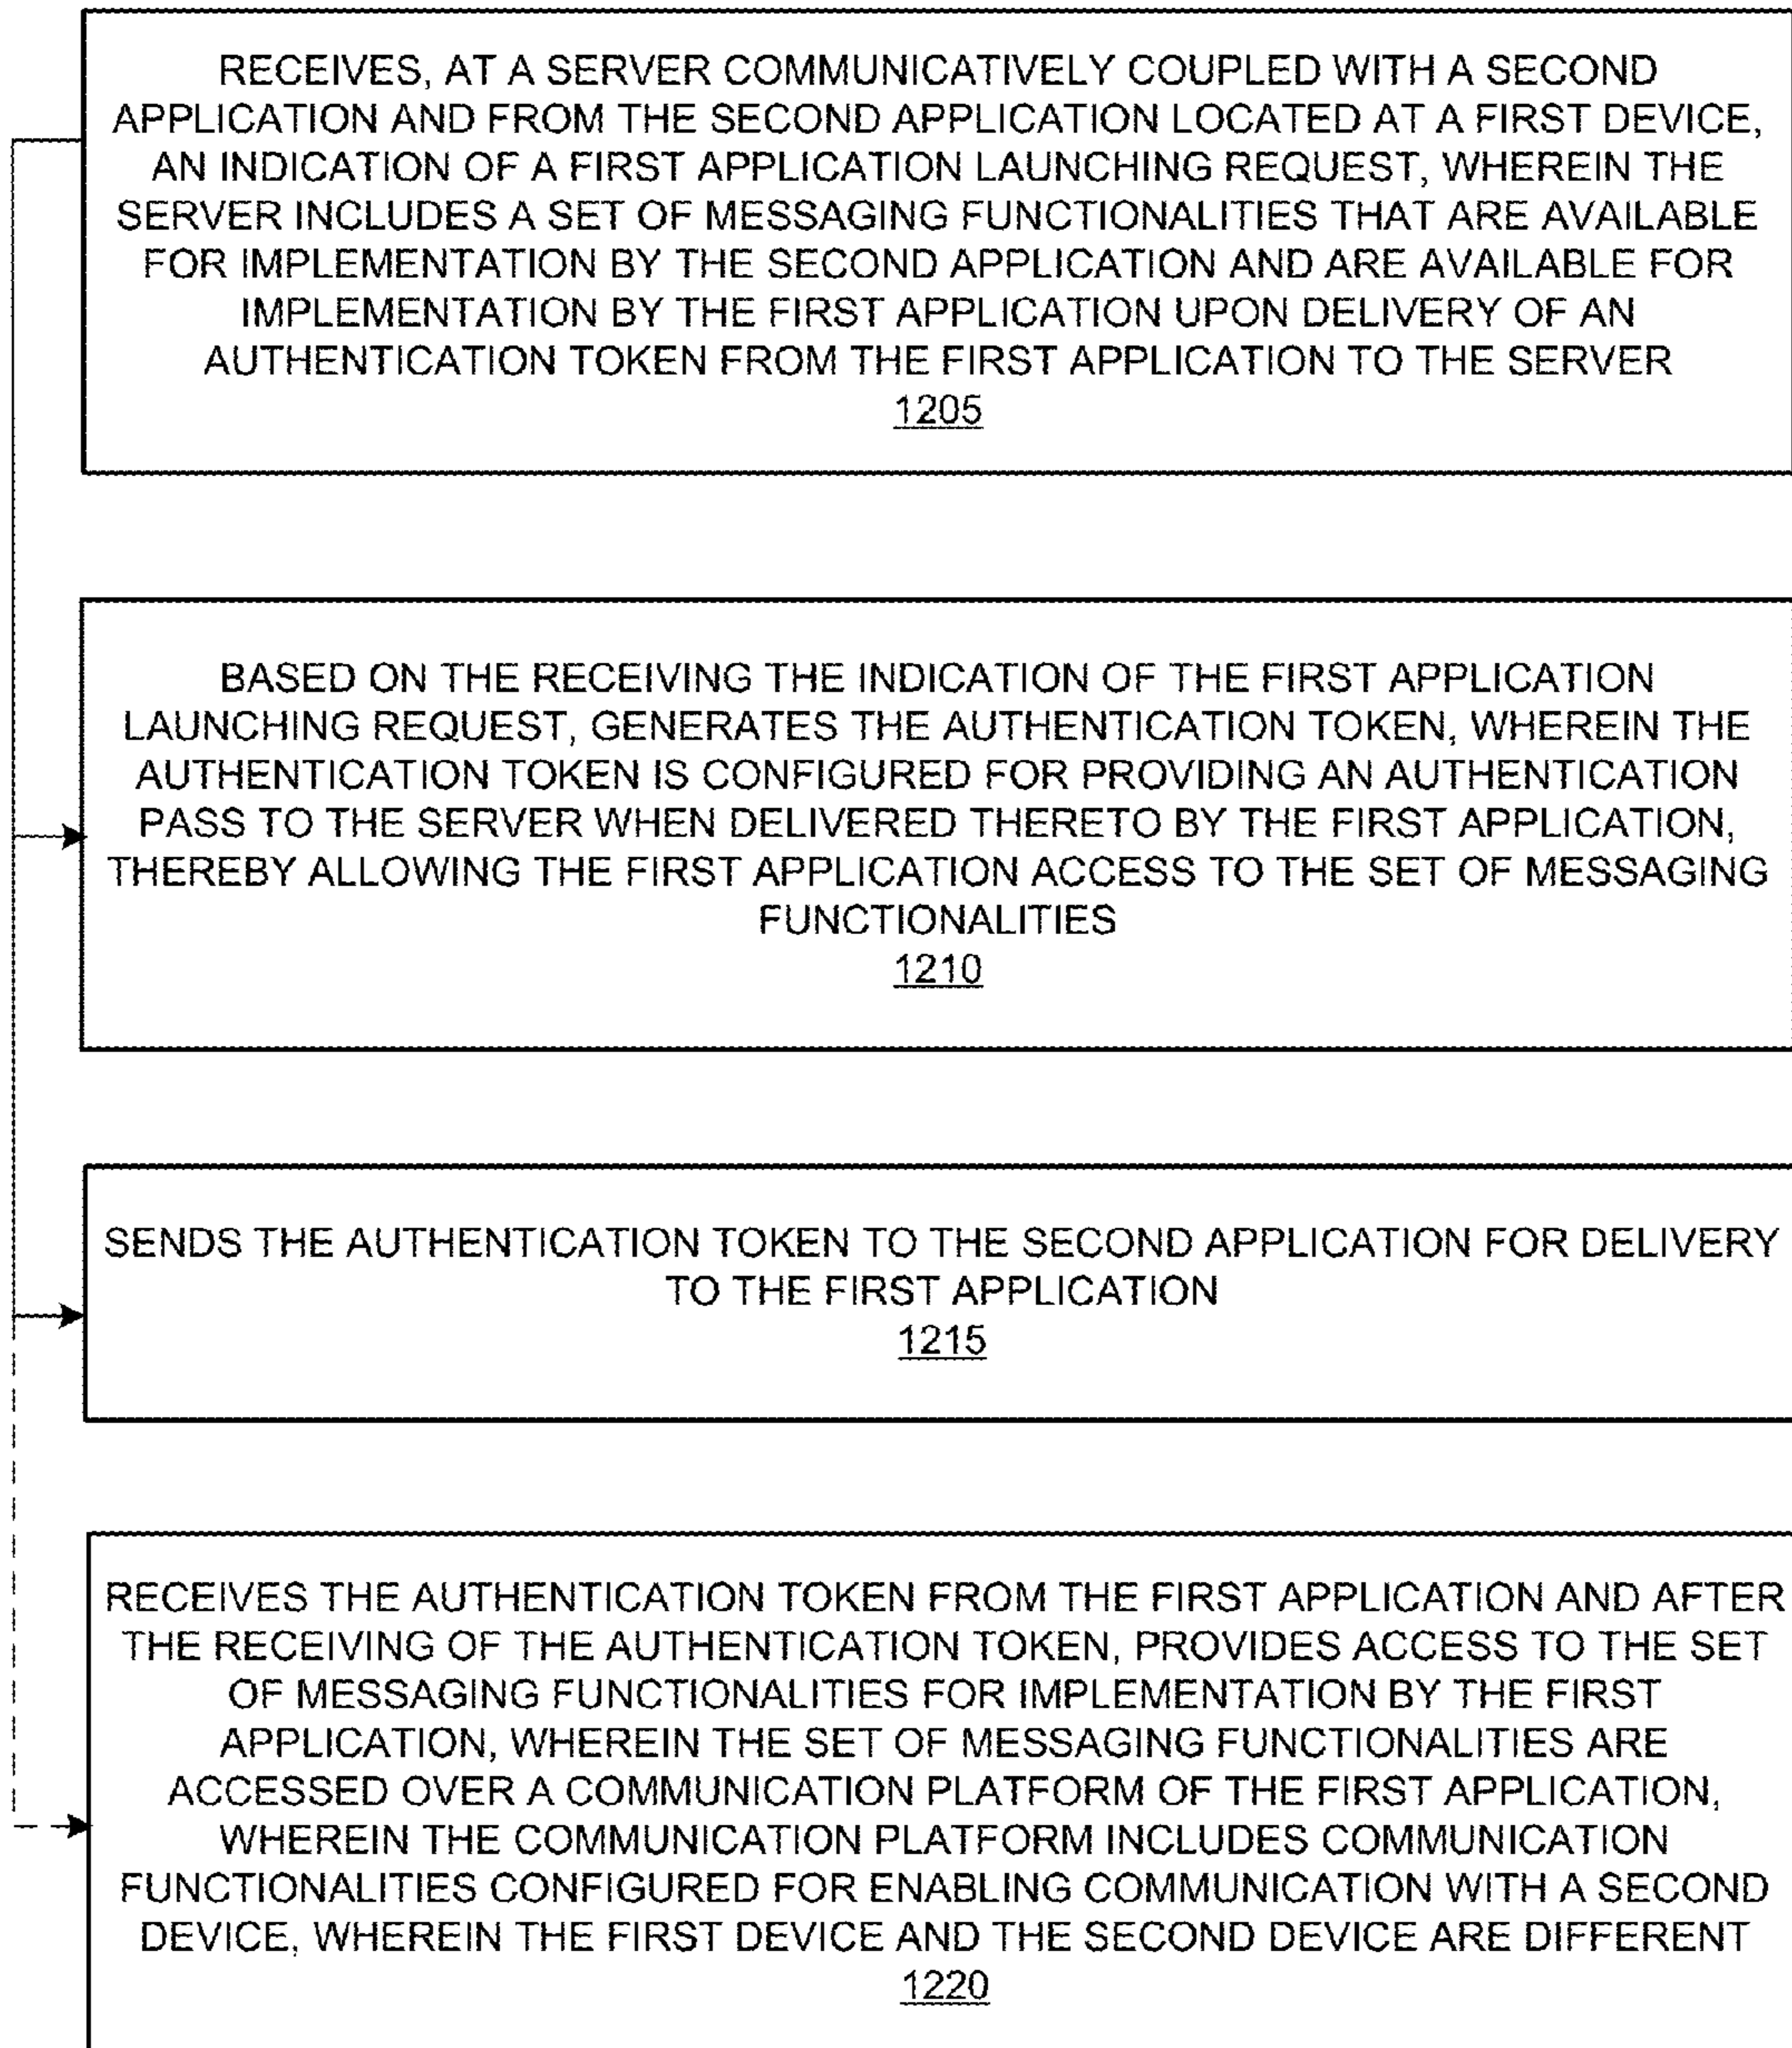 RECEIVES, AT A SERVER COMMUNICATIVELY COUPLED WITH A SECOND
APPLICATION AND FROM THE SECOND APPLICATION LOCATED AT A FIRST DEVICE,
AN INDICATION OF A FIRST APPLICATION LAUNCHING REQUEST, WHEREIN THE
SERVER INCLUDES A SET OF MESSAGING FUNCTIONALITIES THAT ARE AVAILABLE
FOR IMPLEMENTATION BY THE SECOND APPLICATION AND ARE AVAILABLE FOR
IMPLEMENTATION BY THE FIRST APPLICATION UPON DELIVERY OF AN
AUTHENTICATION TOKEN FROM THE FIRST APPLICATION TO THE SERVER
1205
BASED ON THE RECEIVING THE INDICATION OF THE FIRST APPLICATION
LAUNCHING REQUEST, GENERATES THE AUTHENTICATION TOKEN, WHEREIN THE
AUTHENTICATION TOKEN IS CONFIGURED FOR PROVIDING AN AUTHENTICATION
PASS TO THE SERVER WHEN DELIVERED THERETO BY THE FIRST APPLICATION,
THEREBY ALLOWING THE FIRST APPLICATION ACCESS TO THE SET OF MESSAGING
FUNCTIONALITIES
1210
SENDS THE AUTHENTICATION TOKEN TO THE SECOND APPLICATION FOR DELIVERY
TO THE FIRST APPLICATION
1215
RECEIVES THE AUTHENTICATION TOKEN FROM THE FIRST APPLICATION AND AFTER
THE RECEIVING OF THE AUTHENTICATION TOKEN, PROVIDES ACCESS TO THE SET
OF MESSAGING FUNCTIONALITIES FOR IMPLEMENTATION BY THE FIRST
APPLICATION, WHEREIN THE SET OF MESSAGING FUNCTIONALITIES ARE
ACCESSED OVER A COMMUNICATION PLATFORM OF THE FIRST APPLICATION,
WHEREIN THE COMMUNICATION PLATFORM INCLUDES COMMUNICATION
FUNCTIONALITIES CONFIGURED FOR ENABLING COMMUNICATION WITH A SECOND
DEVICE, WHEREIN THE FIRST DEVICE AND THE SECOND DEVICE ARE DIFFERENT
1220